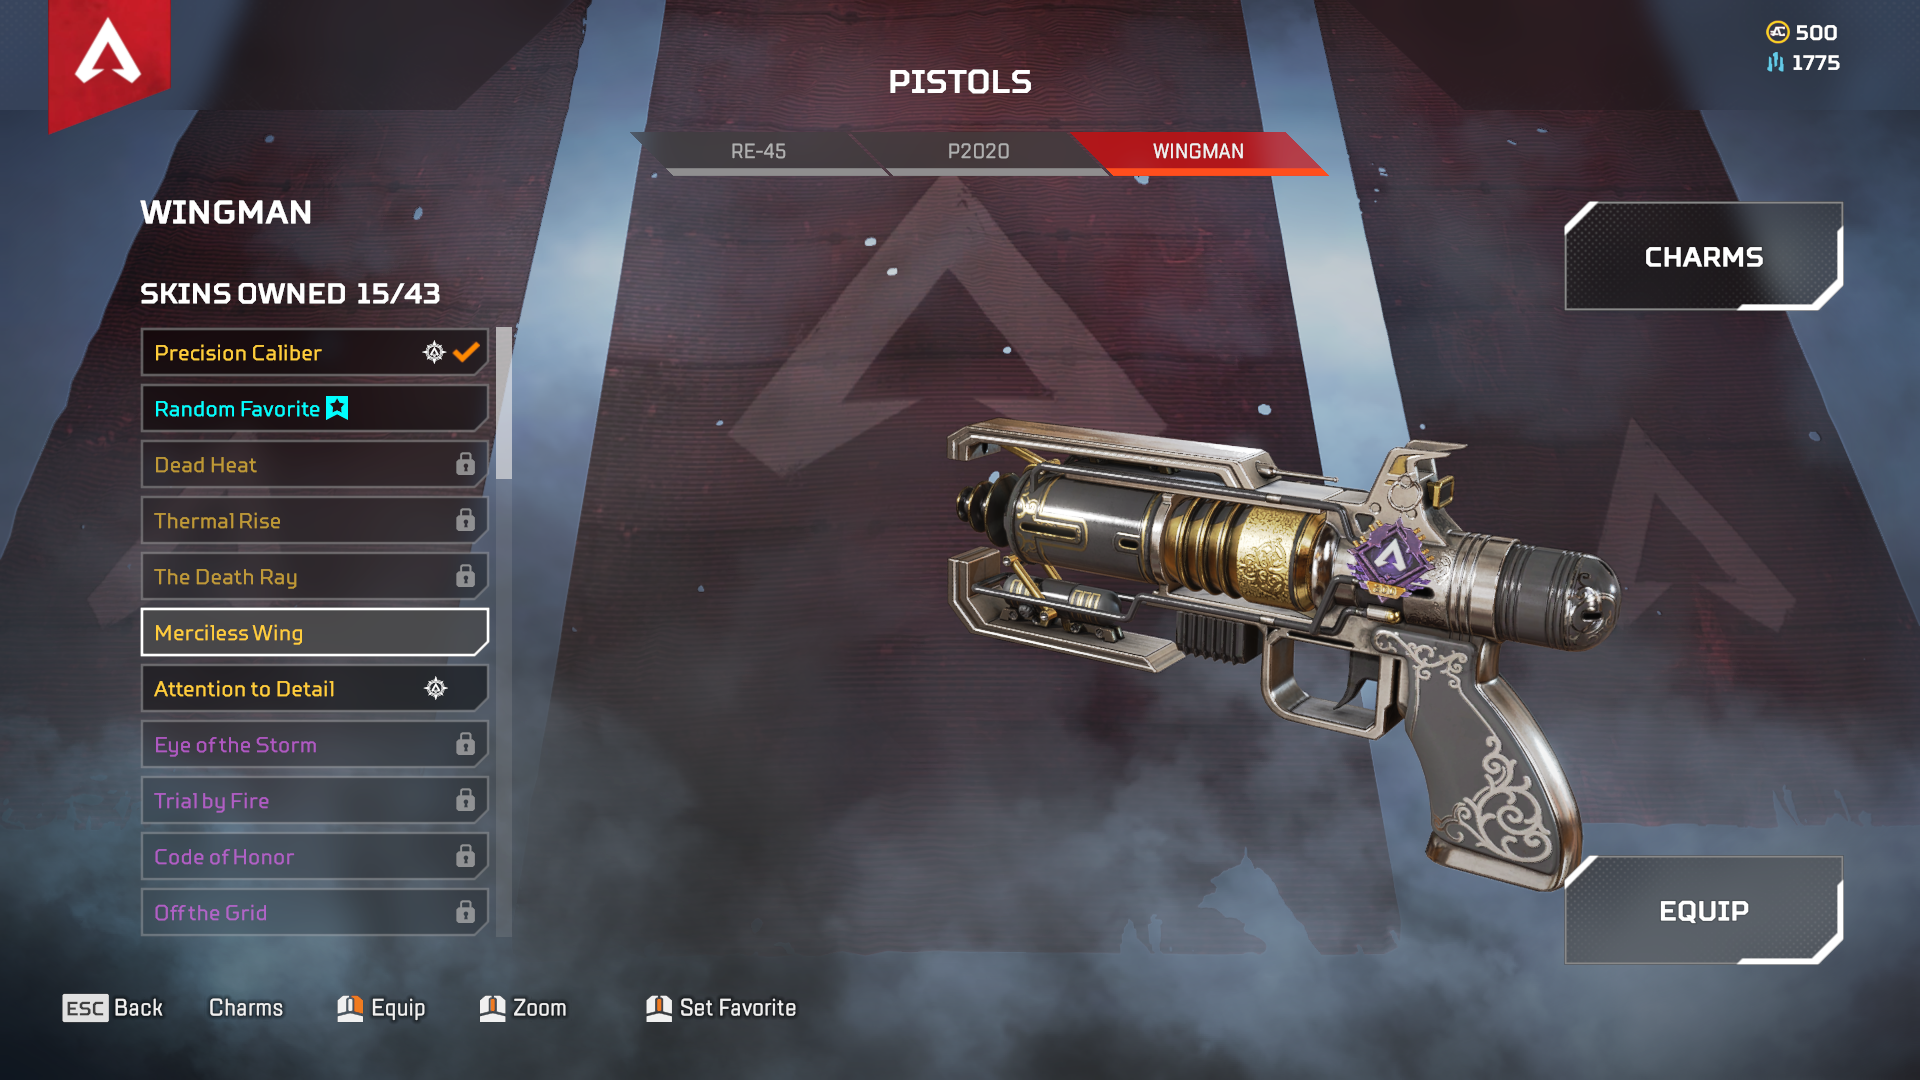 500
1775
PISTOLS
RE-45
P2020
WINGMAN
WINGMAN
SKINS OWNED 15/43
Precision Caliber
Random Favorite
Dead Heat
Thermal Rise
The Death Ray
Merciless Wing
Attention to Detail
Eye of the Storm
Trial by Fire
Code of Honor
Off the Grid
CHARMS
EQUIP
ESC Back
Charms
Equip
Zoom
Set Favorite